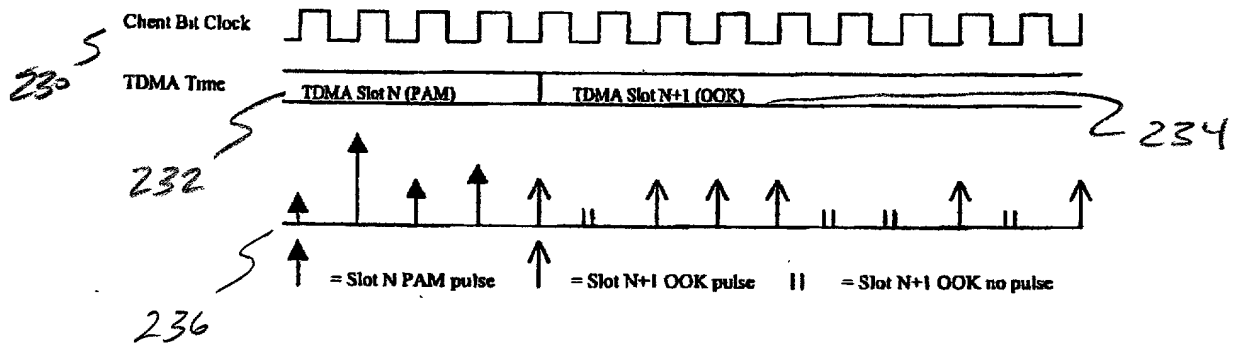 Chent Bit Clock
230
TDMA Time
TDMA Slot N (PAM)
TDMA Slot N+1 (OOK)
232
234
= Slot N PAM pulse
= Slot N+1 OOK pulse
= Slot N+1 OOK no pulse
236